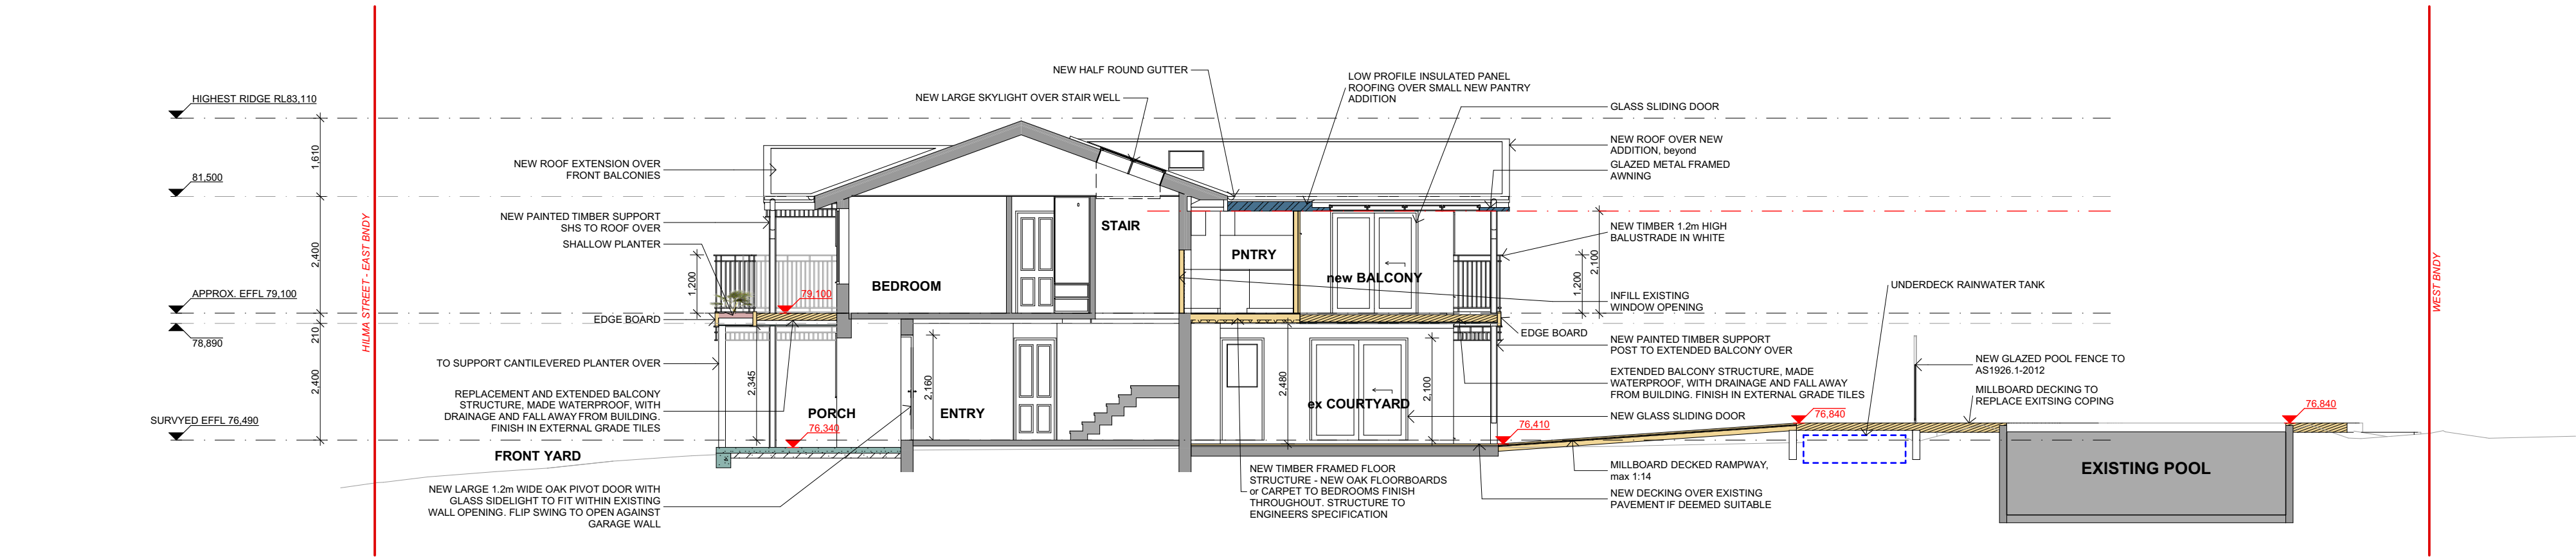 HIGHEST RIDGE RL83,110
1,610
81,500
2,400
APPROX. EFFL 79,100
210
78,890
2,400
SURVYED EFFL 76,490
HILMA STREET - EAST BNDY
NEW ROOF EXTENSION OVER
FRONT BALCONIES
NEW PAINTED TIMBER SUPPORT
SHS TO ROOF OVER
SHALLOW PLANTER
1,200
79,100
EDGE BOARD
TO SUPPORT CANTILEVERED PLANTER OVER
2,345
REPLACEMENT AND EXTENDED BALCONY
STRUCTURE, MADE WATERPROOF, WITH
DRAINAGE AND FALL AWAY FROM BUILDING.
FINISH IN EXTERNAL GRADE TILES
PORCH
76,340
FRONT YARD
NEW LARGE 1.2m WIDE OAK PIVOT DOOR WITH
GLASS SIDELIGHT TO FIT WITHIN EXISTING
WALL OPENING. FLIP SWING TO OPEN AGAINST
GARAGE WALL
NEW HALF ROUND GUTTER
NEW LARGE SKYLIGHT OVER STAIR WELL
BEDROOM
STAIR
2,160
ENTRY
LOW PROFILE INSULATED PANEL
ROOFING OVER SMALL NEW PANTRY
ADDITION
PNTRY
new BALCONY
2,480
ex COURTYARD
2,100
NEW TIMBER FRAMED FLOOR
STRUCTURE - NEW OAK FLOORBOARDS
or CARPET TO BEDROOMS FINISH
THROUGHOUT. STRUCTURE TO
ENGINEERS SPECIFICATION
GLASS SLIDING DOOR
NEW ROOF OVER NEW
ADDITION, beyond
GLAZED METAL FRAMED
AWNING
NEW TIMBER 1.2m HIGH
BALUSTRADE IN WHITE
1,200
2,100
INFILL EXISTING
WINDOW OPENING
EDGE BOARD
NEW PAINTED TIMBER SUPPORT
POST TO EXTENDED BALCONY OVER
EXTENDED BALCONY STRUCTURE, MADE
WATERPROOF, WITH DRAINAGE AND FALL AWAY
FROM BUILDING. FINISH IN EXTERNAL GRADE TILES
NEW GLASS SLIDING DOOR
76,410
76,840
MILLBOARD DECKED RAMPWAY,
max 1:14
NEW DECKING OVER EXISTING
PAVEMENT IF DEEMED SUITABLE
UNDERDECK RAINWATER TANK
NEW GLAZED POOL FENCE TO
AS1926.1-2012
MILLBOARD DECKING TO
REPLACE EXITSING COPING
76,840
EXISTING POOL
WEST BNDY